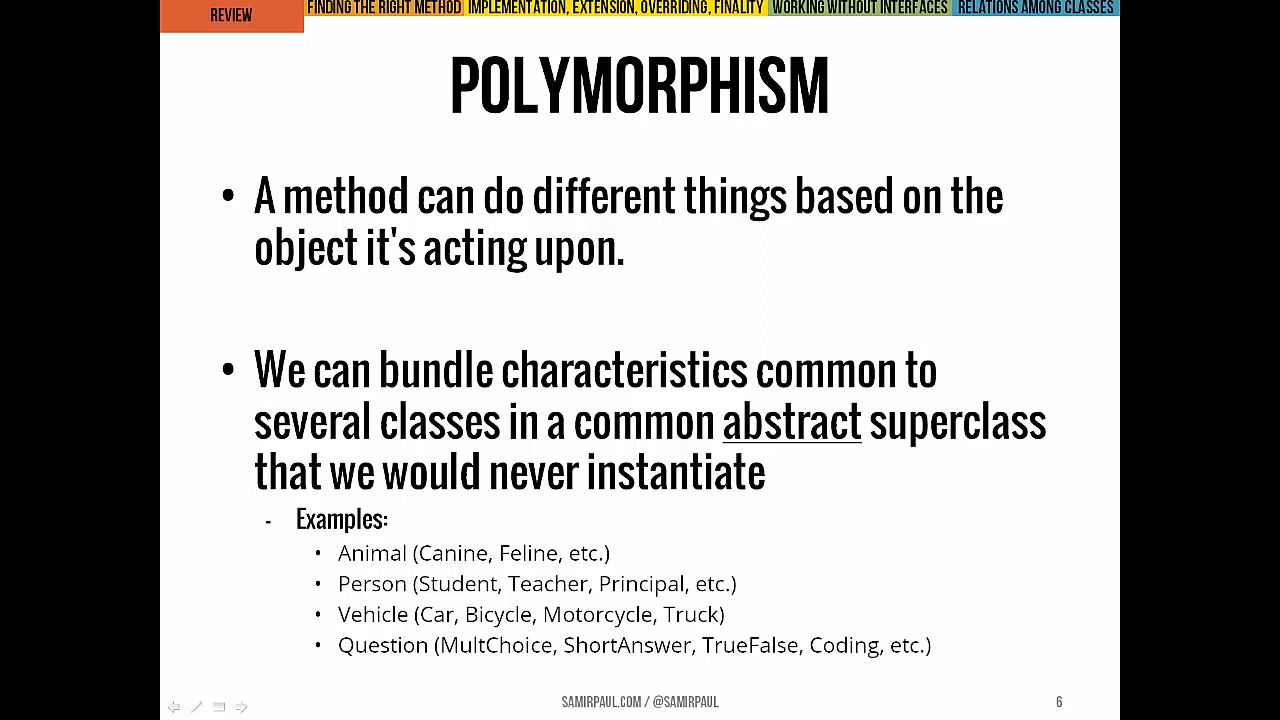 REVIEW
FINDING THE RIGHT METHOD
IMPLEMENTATION, EXTENSION, OVERRIDING, FINALITY
WORKING WITHOUT INTERFACES
RELATIONS AMONG CLASSES
POLYMORPHISM
• A method can do different things based on the
object it's acting upon.
• We can bundle characteristics common to
several classes in a common abstract superclass
that we would never instantiate
- Examples:
• Animal (Canine, Feline, etc.)
• Person (Student, Teacher, Principal, etc.)
• Vehicle (Car, Bicycle, Motorcycle, Truck)
• Question (MultChoice, ShortAnswer, TrueFalse, Coding, etc.)
SAMIRPAUL.COM / @SAMIRPAUL
6